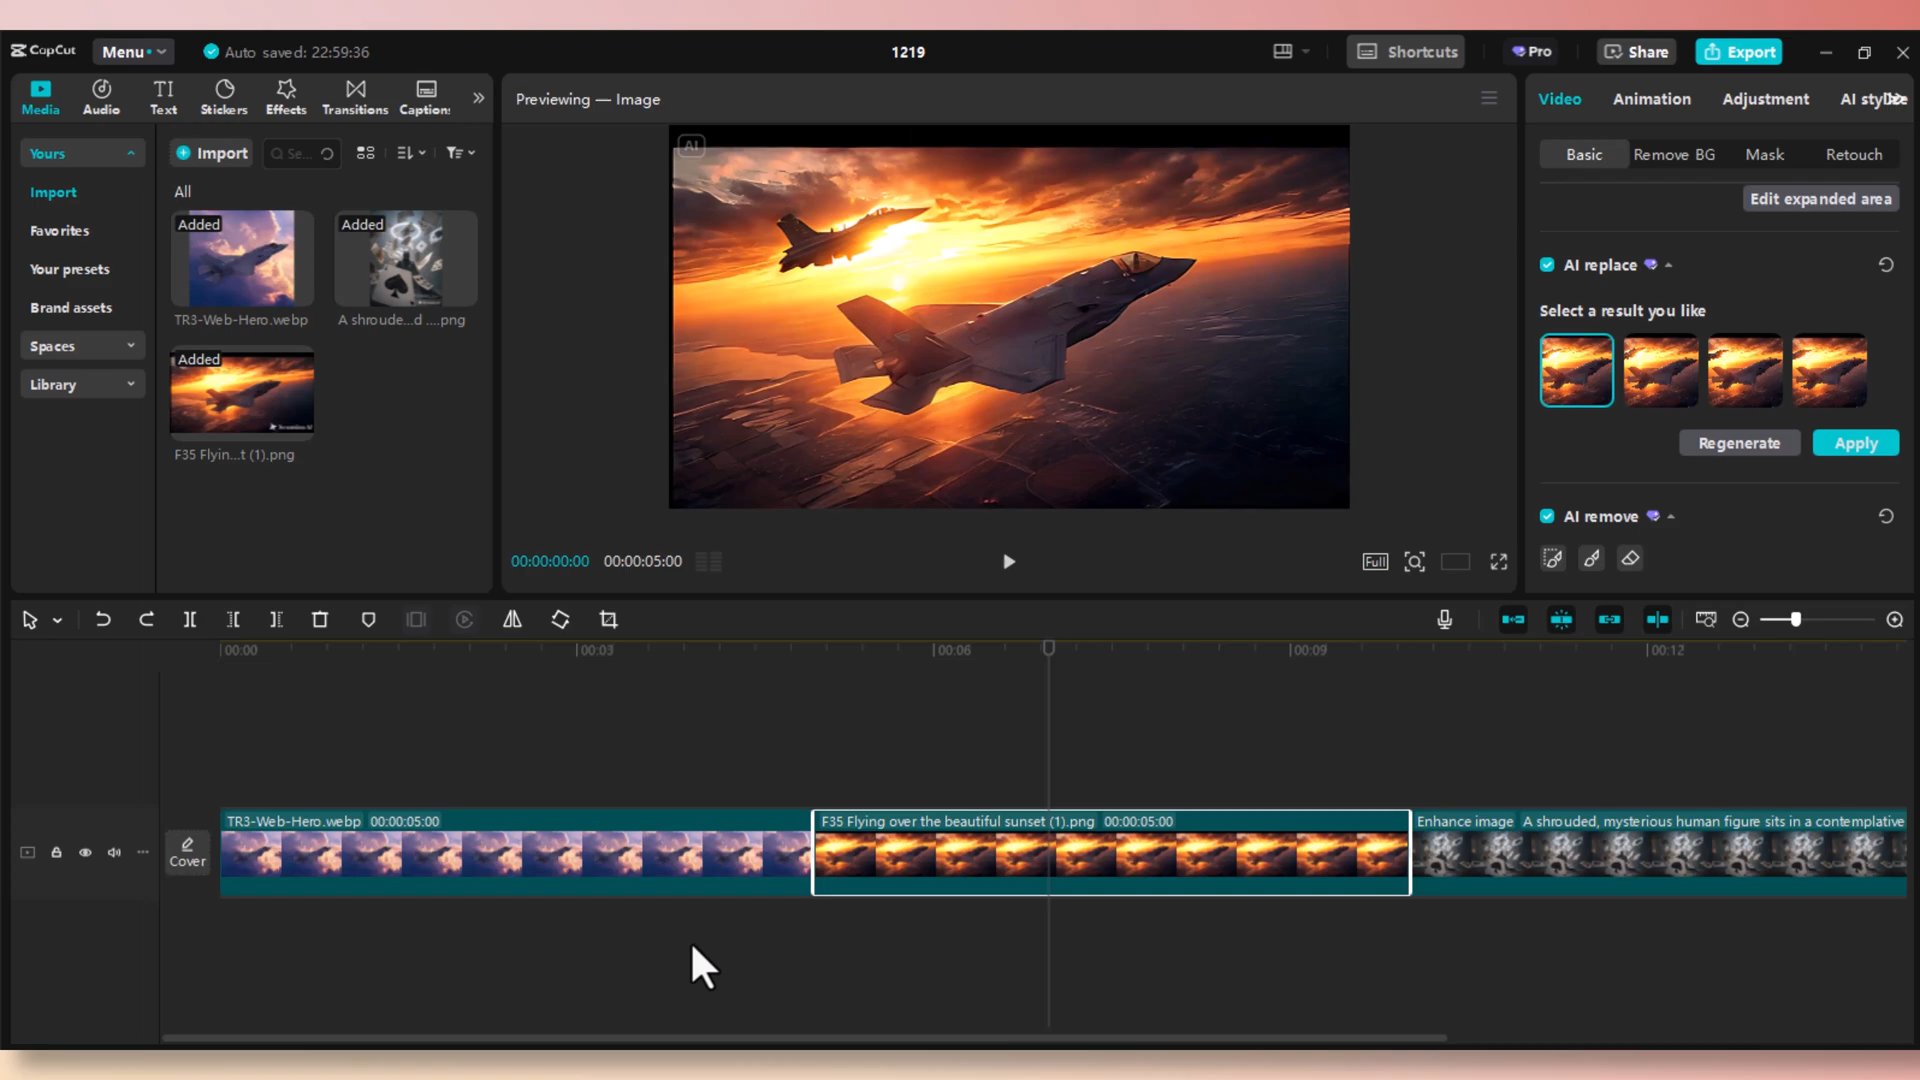 CapCut
Menu
Auto saved: 22:59:36
1219
Shortcuts
Pro
Share
Export
Media
Audio
Text
Stickers
Effects
Transitions
Caption:
Previewing — Image
Video
Animation
Adjustment
Yours
Import
Se...
Basic
Remove BG
Mask
Retouch
Import
All
Edit expanded area
Favorites
Added
Added
AI
Your presets
AI replace
Brand assets
TR3-Web-Hero.webp
A shroude...d ....png
Select a result you like
Spaces
Added
Library
F35 Flyin...t (1).png
Regenerate
Apply
AI remove
00:00:00:00
00:00:05:00
Full
00:00
00:03
00:06
00:09
00:12
TR3-Web-Hero.webp 00:00:05:00
F35 Flying over the beautiful sunset (1).png 00:00:05:00
Enhance image A shrouded, mysterious human figure sits in a contemplative
Cover